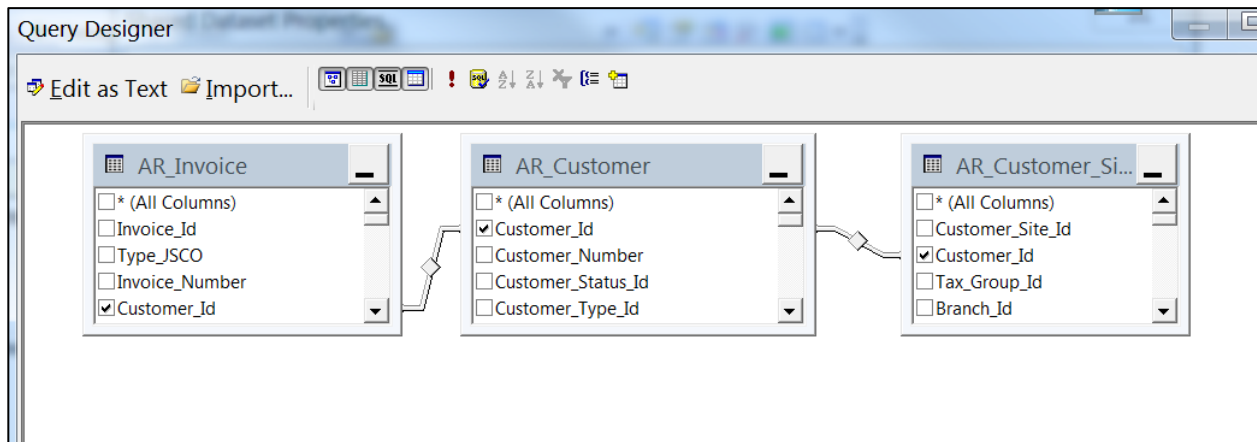 Query Designer
Edit as Text Import...
SQL
AR_Invoice
* (All Columns)
Invoice_Id
Type_JSCO
Invoice_Number
Customer_Id
AR_Customer
* (All Columns)
Customer_Id
Customer_Number
Customer_Status_Id
Customer_Type_Id
AR_Customer_Si...
* (All Columns)
Customer_Site_Id
Customer_Id
Tax_Group_Id
Branch_Id